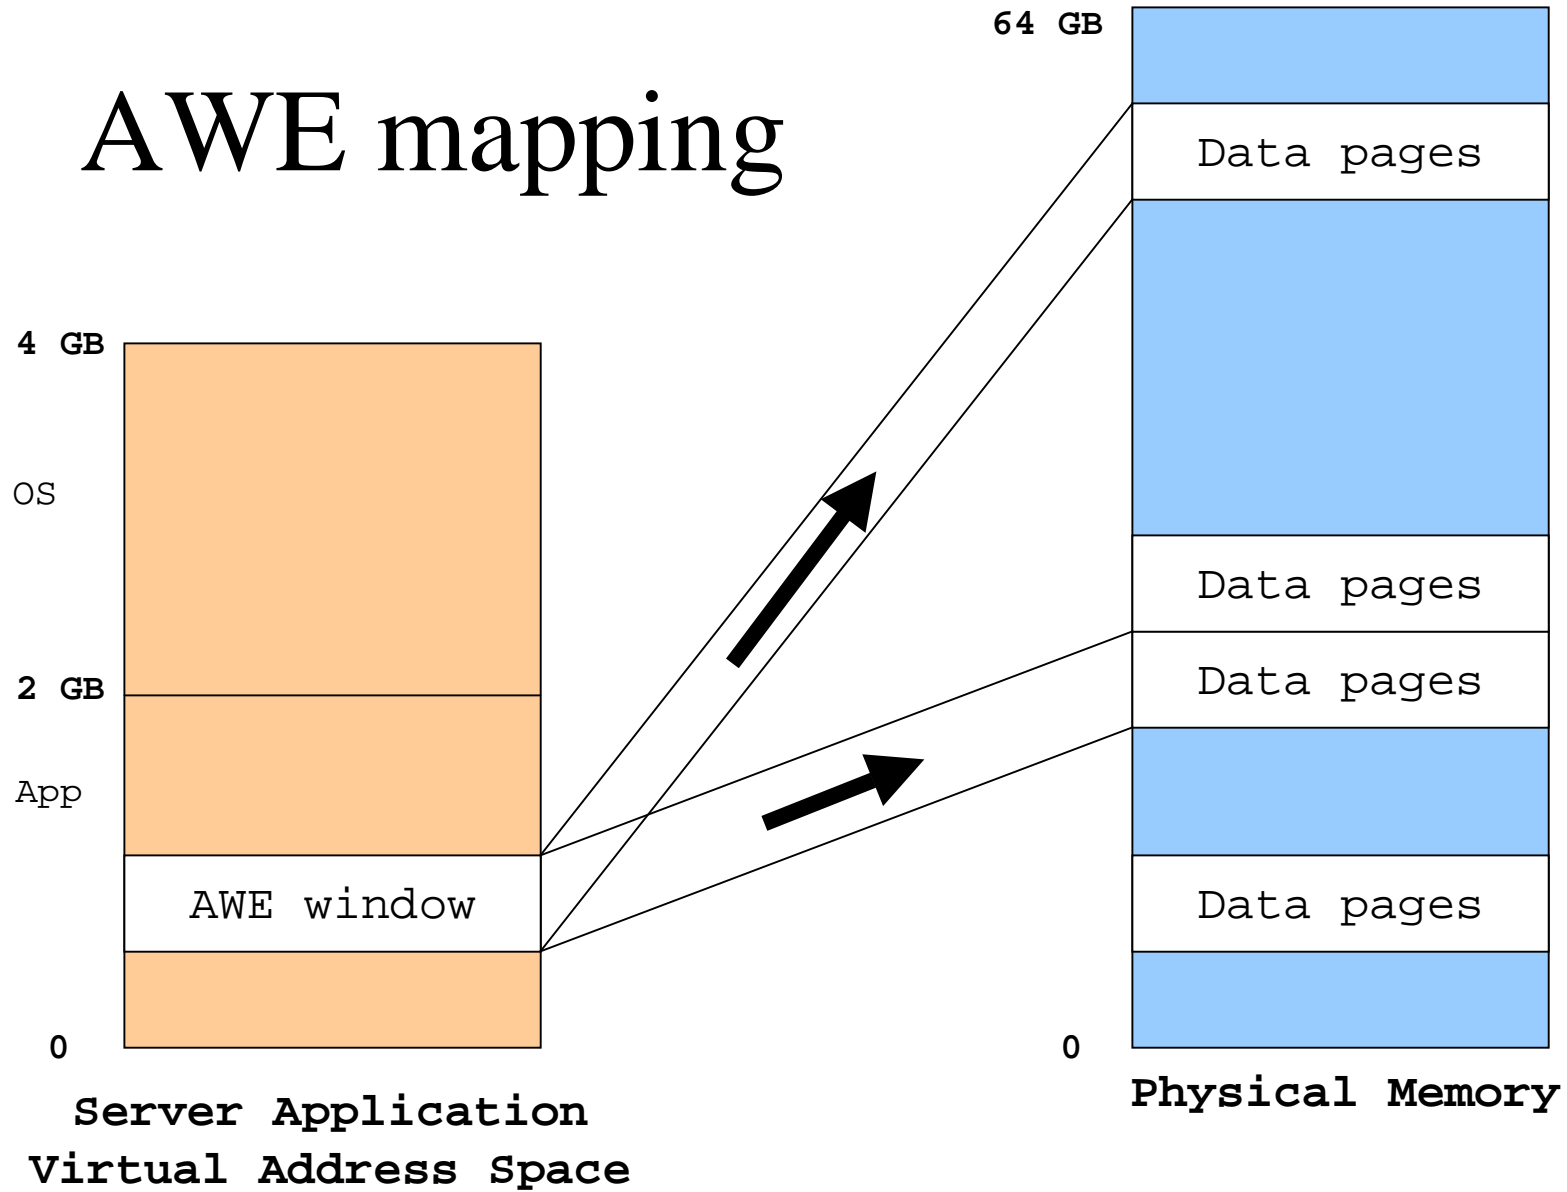 64 GB
AWE mapping
Data pages
4 GB
OS
Data pages
2 GB
Data pages
App
AWE window
Data pages
0
0
Server Application
Virtual Address Space
Physical Memory